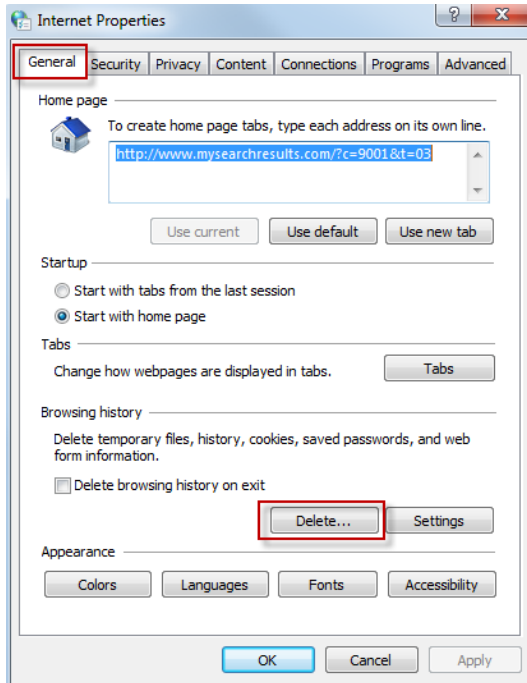 Internet Properties
General Security Privacy Content Connections Programs Advanced
Home page
To create home page tabs, type each address on its own line.
http://www.mysearchresults.com/?c=9001&t=03
Use current Use default Use new tab
Startup
Start with tabs from the last session
Start with home page
Tabs
Change how webpages are displayed in tabs. Tabs
Browsing history
Delete temporary files, history, cookies, saved passwords, and web
form information.
Delete browsing history on exit
Delete... Settings
Appearance
Colors Languages Fonts Accessibility
OK Cancel Apply